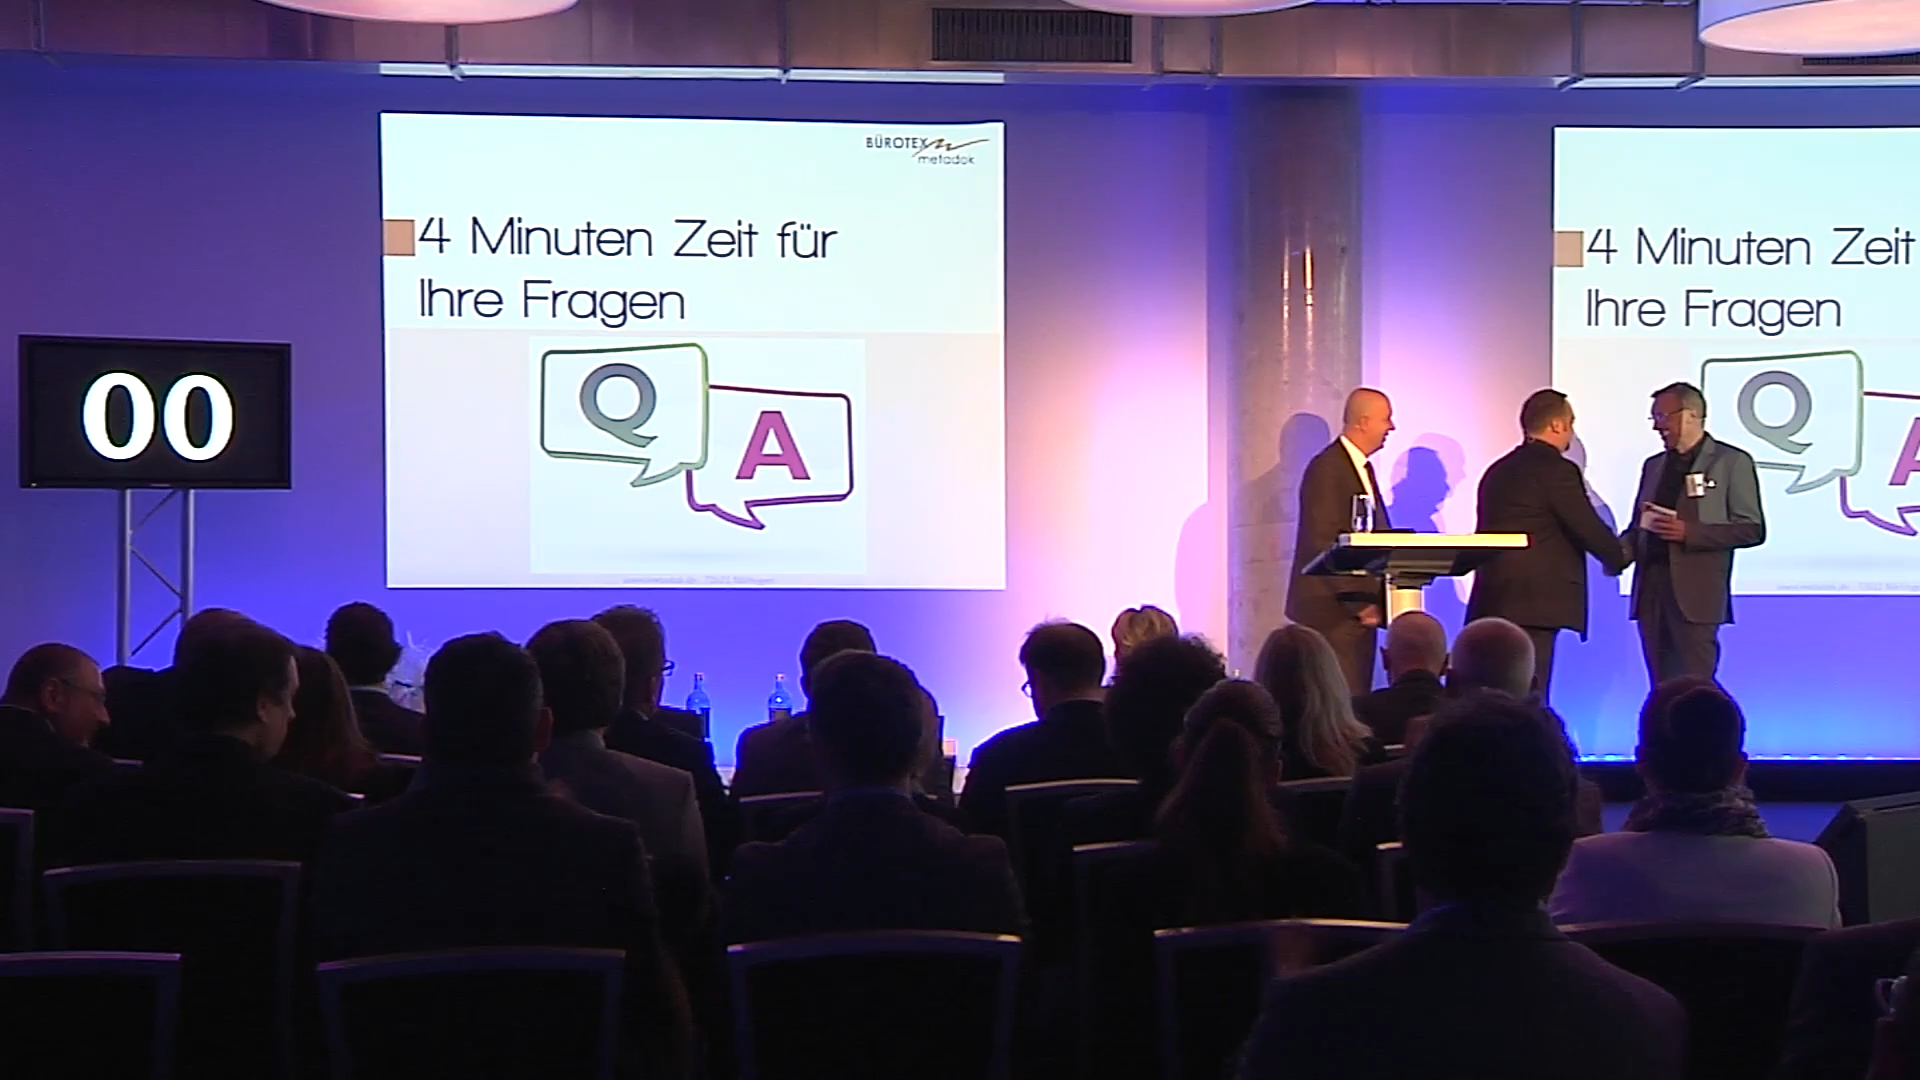 BÜROTEX
metadok
4 Minuten Zeit für
Ihre Fragen
Q
A
00
4 Minuten Zeit
Ihre Fragen
Q
A